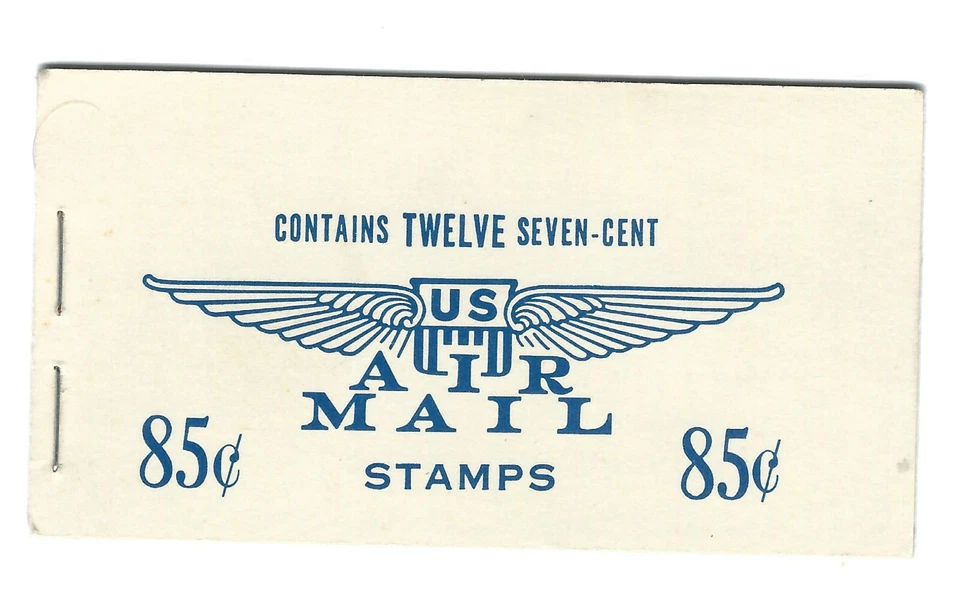 CONTAINS TWELVE SEVEN-CENT
US
AIR
MAIL
85¢ STAMPS 85¢